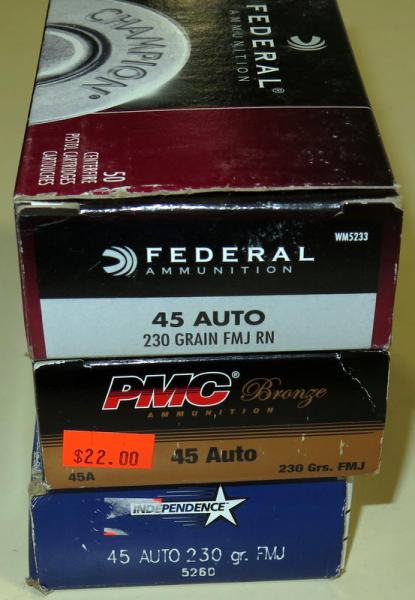 FEDERAL®
AMMUNITION
CHAMPION
50
CENTERFIRE
PISTOL CARTRIDGES
CARTOUCHES
WM5233
FEDERAL
AMMUNITION
45 AUTO
230 GRAIN FMJ RN
PMC Bronze
AMMUNITION
$22.00
45 Auto
45A
230 Grs. FMJ
INDEPENDENCE™
45 AUTO 230 gr. FMJ
5260